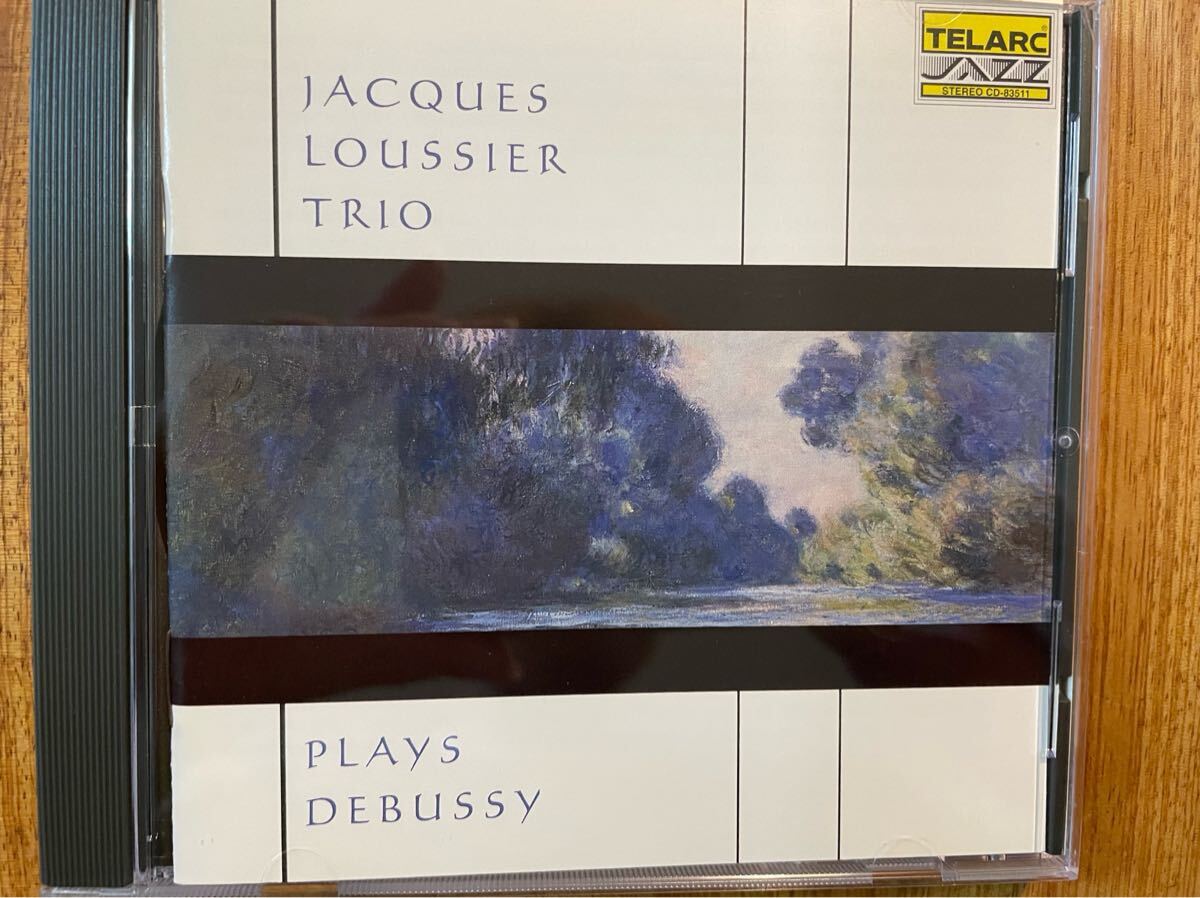 JACQUES
LOUSSIER
TRIO
TELARC®
JAZZ
STEREO CD-83511
PLAYS
DEBUSSY